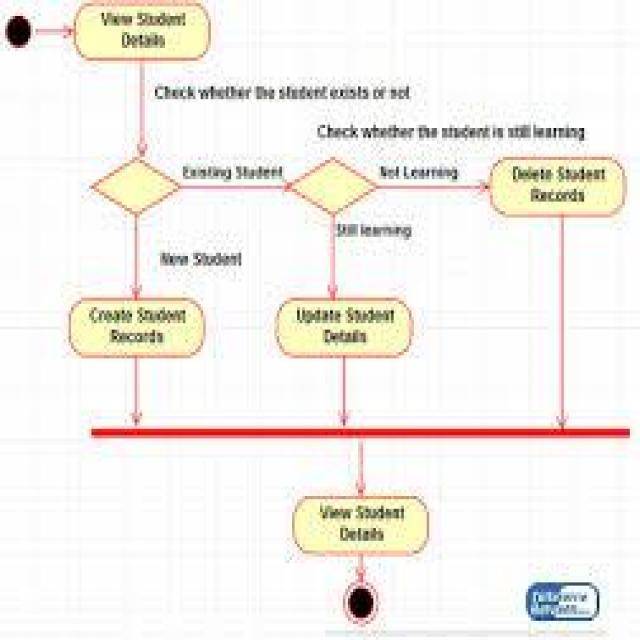 View Student
Details
Check whether the student exists or not
Check whether the student is still learning
Existing Student
Not Learning
Delete Student
Records
Still learning
New Student
Create Student
Records
Update Student
Details
View Student
Details